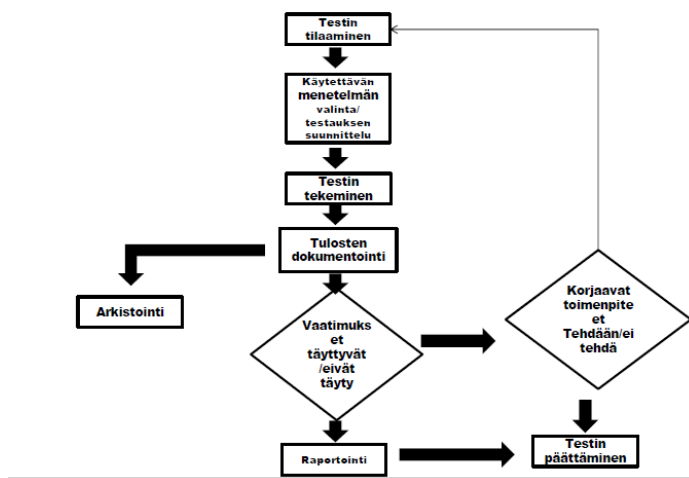 Testin
tilaaminen
Käytettävän
menetelmän
valinta/
testauksen
suunnittelu
Testin
tekeminen
Tulosten
dokumentointi
Arkistointi
Vaatimuks
et
täyttyvät
/eivät
täyty
Korjaavat
toimenpite
et
Tehdään/ei
tehdä
Raportointi
Testin
päättäminen